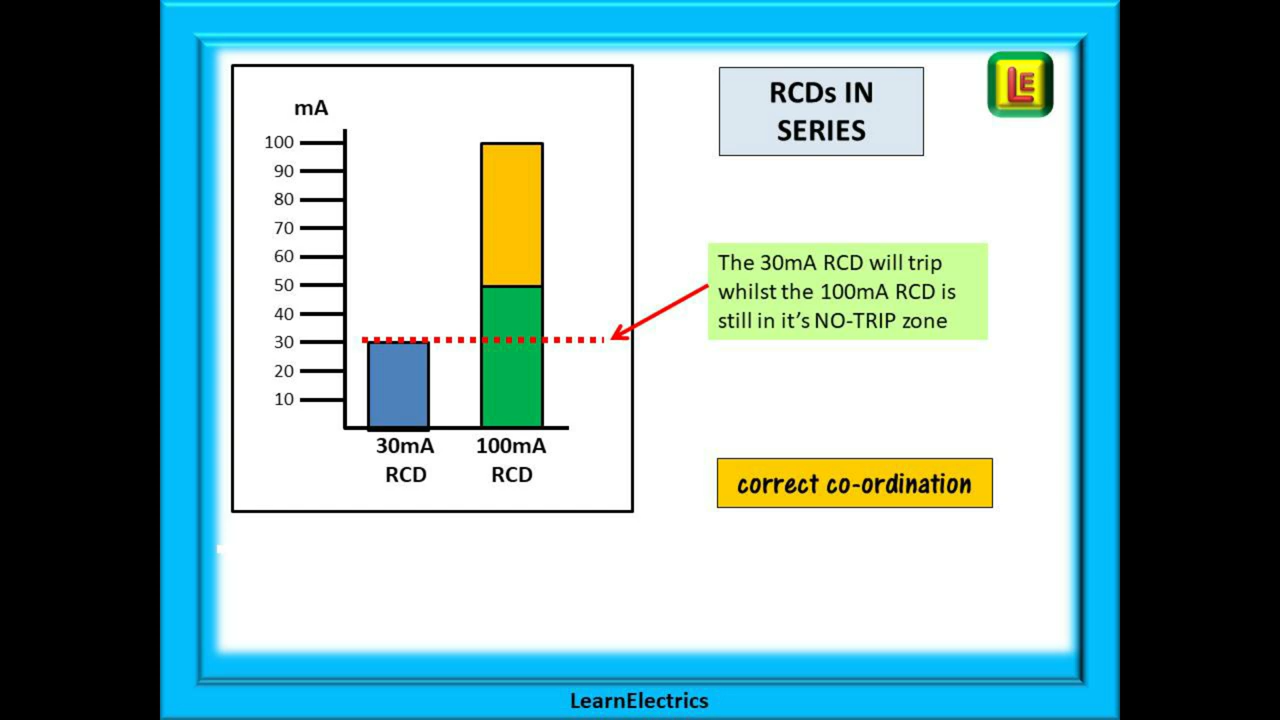 RCDs IN
SERIES
LE
mA
100
90
80
70
60
50
40
30
20
10
30mA 100mA
RCD RCD
The 30mA RCD will trip
whilst the 100mA RCD is
still in it's NO-TRIP zone
correct co-ordination
LearnElectrics